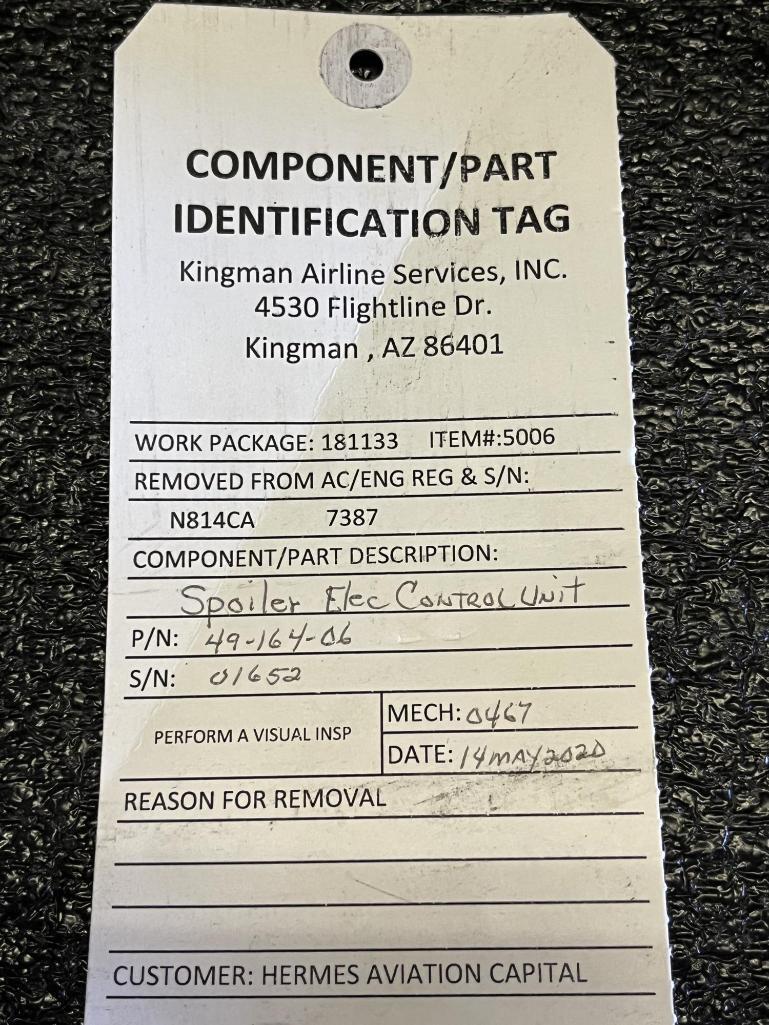 COMPONENT/PART
IDENTIFICATION TAG
Kingman Airline Services, INC.
4530 Flightline Dr.
Kingman , AZ 86401
WORK PACKAGE: 181133 ITEM#:5006
REMOVED FROM AC/ENG REG & S/N:
N814CA 7387
COMPONENT/PART DESCRIPTION:
Spoiler Elec CONTROL UNIT
P/N: 49-164-06
S/N: 01652
PERFORM A VISUAL INSP
MECH: 0467
DATE: 14MAY2020
REASON FOR REMOVAL
CUSTOMER: HERMES AVIATION CAPITAL